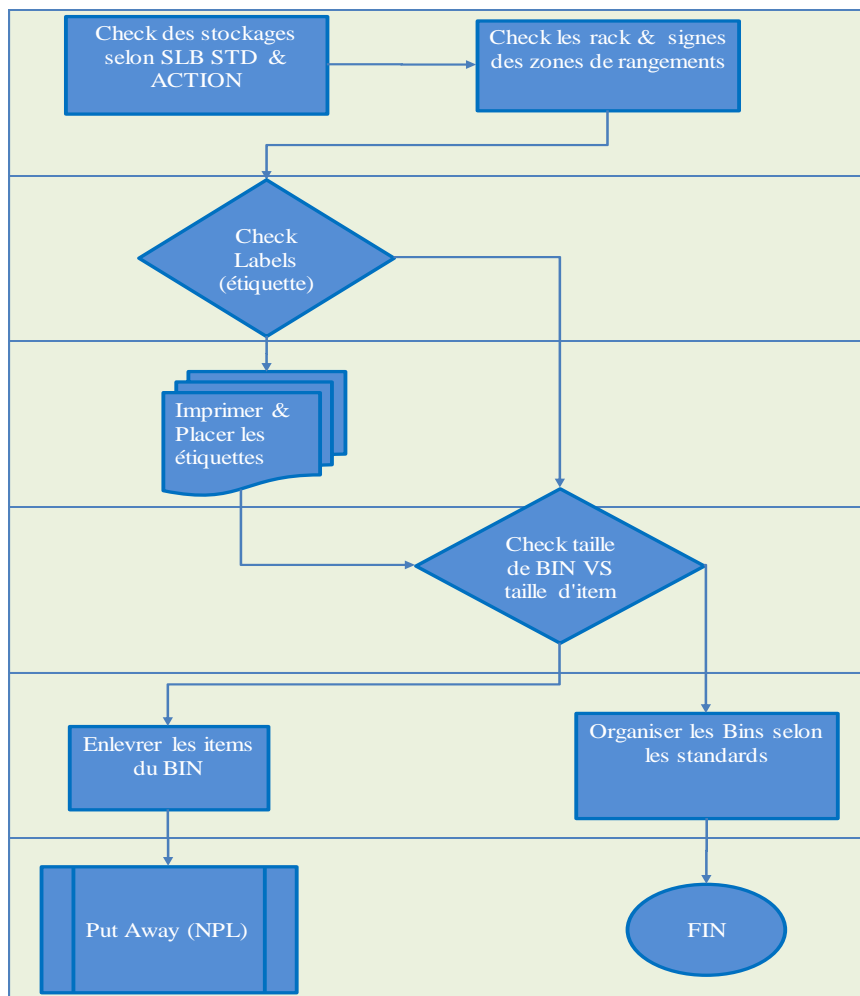 Check des stockages
selon SLB STD &
ACTION
Check les rack & signes
des zones de rangements
Check
Labels
(étiquette)
Imprimer &
Placer les
étiquettes
Check taille
de BIN VS
taille d'item
Enlevrer les items
du BIN
Organiser les Bins selon
les standards
Put Away (NPL)
FIN